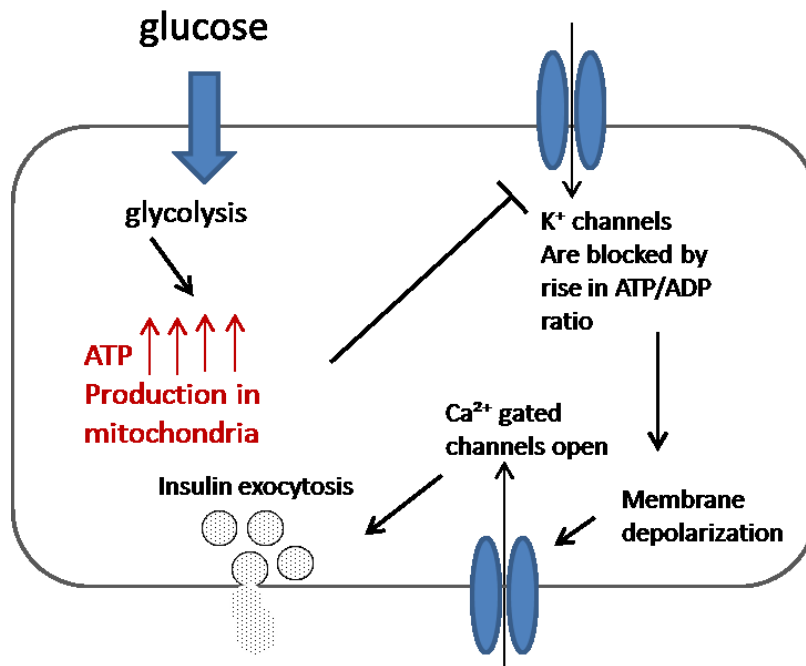 glucose
glycolysis
ATP
Production in
mitochondria
K⁺ channels
Are blocked by
rise in ATP/ADP
ratio
Membrane
depolarization
Ca²⁺ gated
channels open
Insulin exocytosis